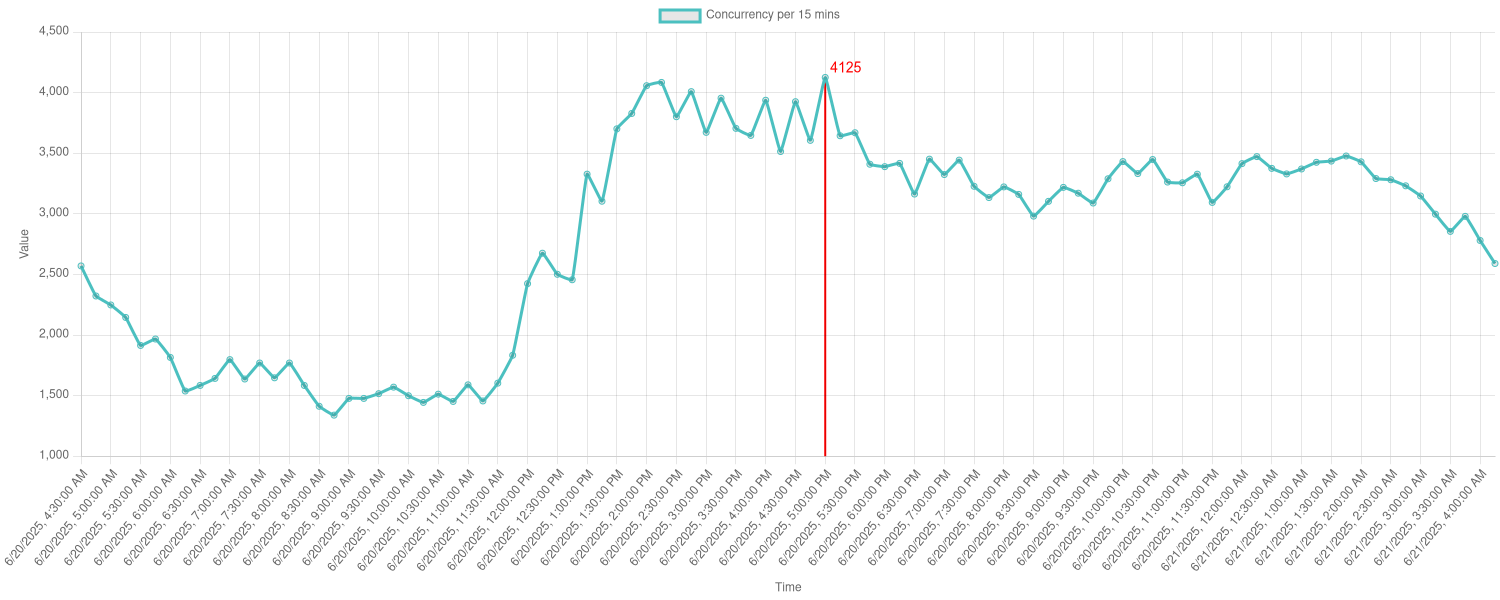 Concurrency per 15 mins
4,500
4,000
3,500
3,000
2,500
2,000
1,500
1,000
Value
4125
6/20/2025, 4:30:00 AM
6/20/2025, 5:00:00 AM
6/20/2025, 5:30:00 AM
6/20/2025, 6:00:00 AM
6/20/2025, 6:30:00 AM
6/20/2025, 7:00:00 AM
6/20/2025, 7:30:00 AM
6/20/2025, 8:00:00 AM
6/20/2025, 8:30:00 AM
6/20/2025, 9:00:00 AM
6/20/2025, 9:30:00 AM
6/20/2025, 10:00:00 AM
6/20/2025, 10:30:00 AM
6/20/2025, 11:00:00 AM
6/20/2025, 11:30:00 AM
6/20/2025, 12:00:00 PM
6/20/2025, 12:30:00 PM
6/20/2025, 1:00:00 PM
6/20/2025, 1:30:00 PM
6/20/2025, 2:00:00 PM
6/20/2025, 2:30:00 PM
6/20/2025, 3:00:00 PM
6/20/2025, 3:30:00 PM
6/20/2025, 4:00:00 PM
6/20/2025, 4:30:00 PM
6/20/2025, 5:00:00 PM
6/20/2025, 5:30:00 PM
6/20/2025, 6:00:00 PM
6/20/2025, 6:30:00 PM
6/20/2025, 7:00:00 PM
6/20/2025, 7:30:00 PM
6/20/2025, 8:00:00 PM
6/20/2025, 8:30:00 PM
6/20/2025, 9:00:00 PM
6/20/2025, 9:30:00 PM
6/20/2025, 10:00:00 PM
6/20/2025, 10:30:00 PM
6/20/2025, 11:00:00 PM
6/20/2025, 11:30:00 PM
6/21/2025, 12:00:00 AM
6/21/2025, 12:30:00 AM
6/21/2025, 1:00:00 AM
6/21/2025, 1:30:00 AM
6/21/2025, 2:00:00 AM
6/21/2025, 2:30:00 AM
6/21/2025, 3:00:00 AM
6/21/2025, 3:30:00 AM
6/21/2025, 4:00:00 AM
Time